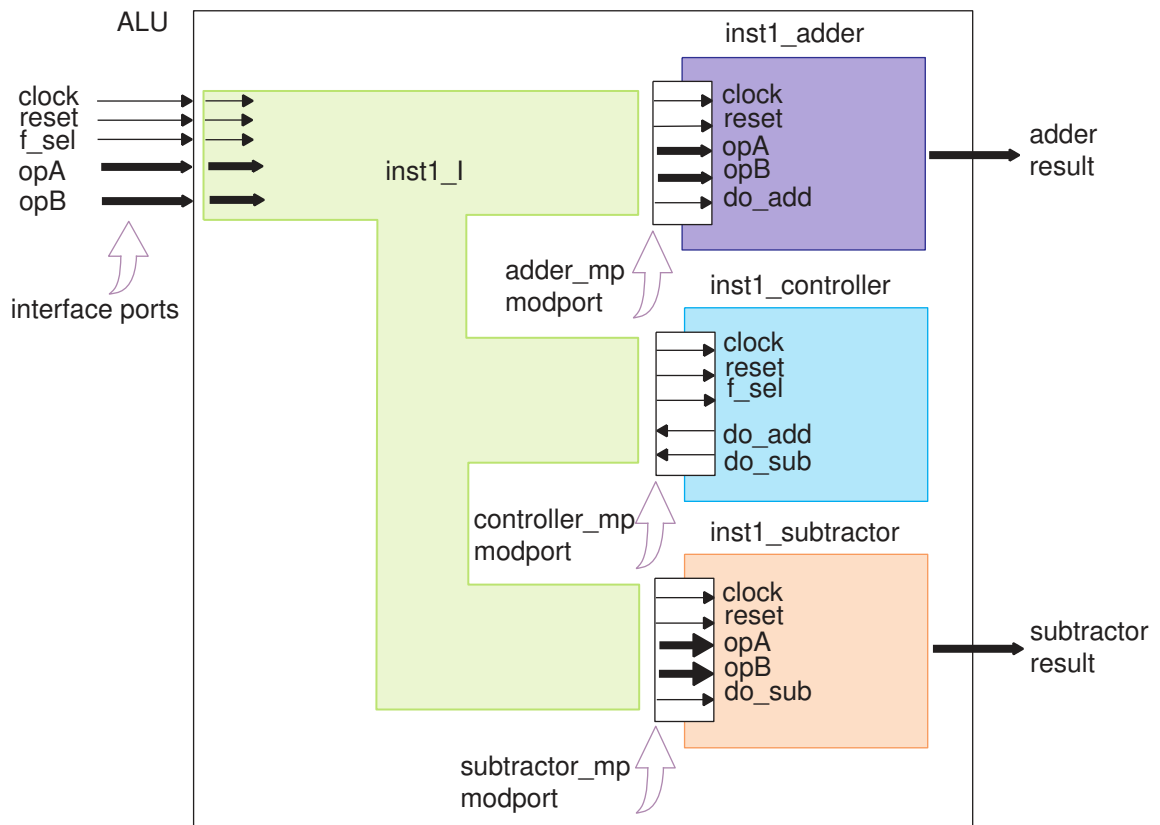 ALU
clock
reset
f_sel
opA
opB
interface ports
inst1_I
inst1_adder
clock
reset
opA
opB
do_add
adder
result
adder_mp
modport
inst1_controller
clock
reset
f_sel
do_add
do_sub
controller_mp
modport
inst1_subtractor
clock
reset
opA
opB
do_sub
subtractor
result
subtractor_mp
modport